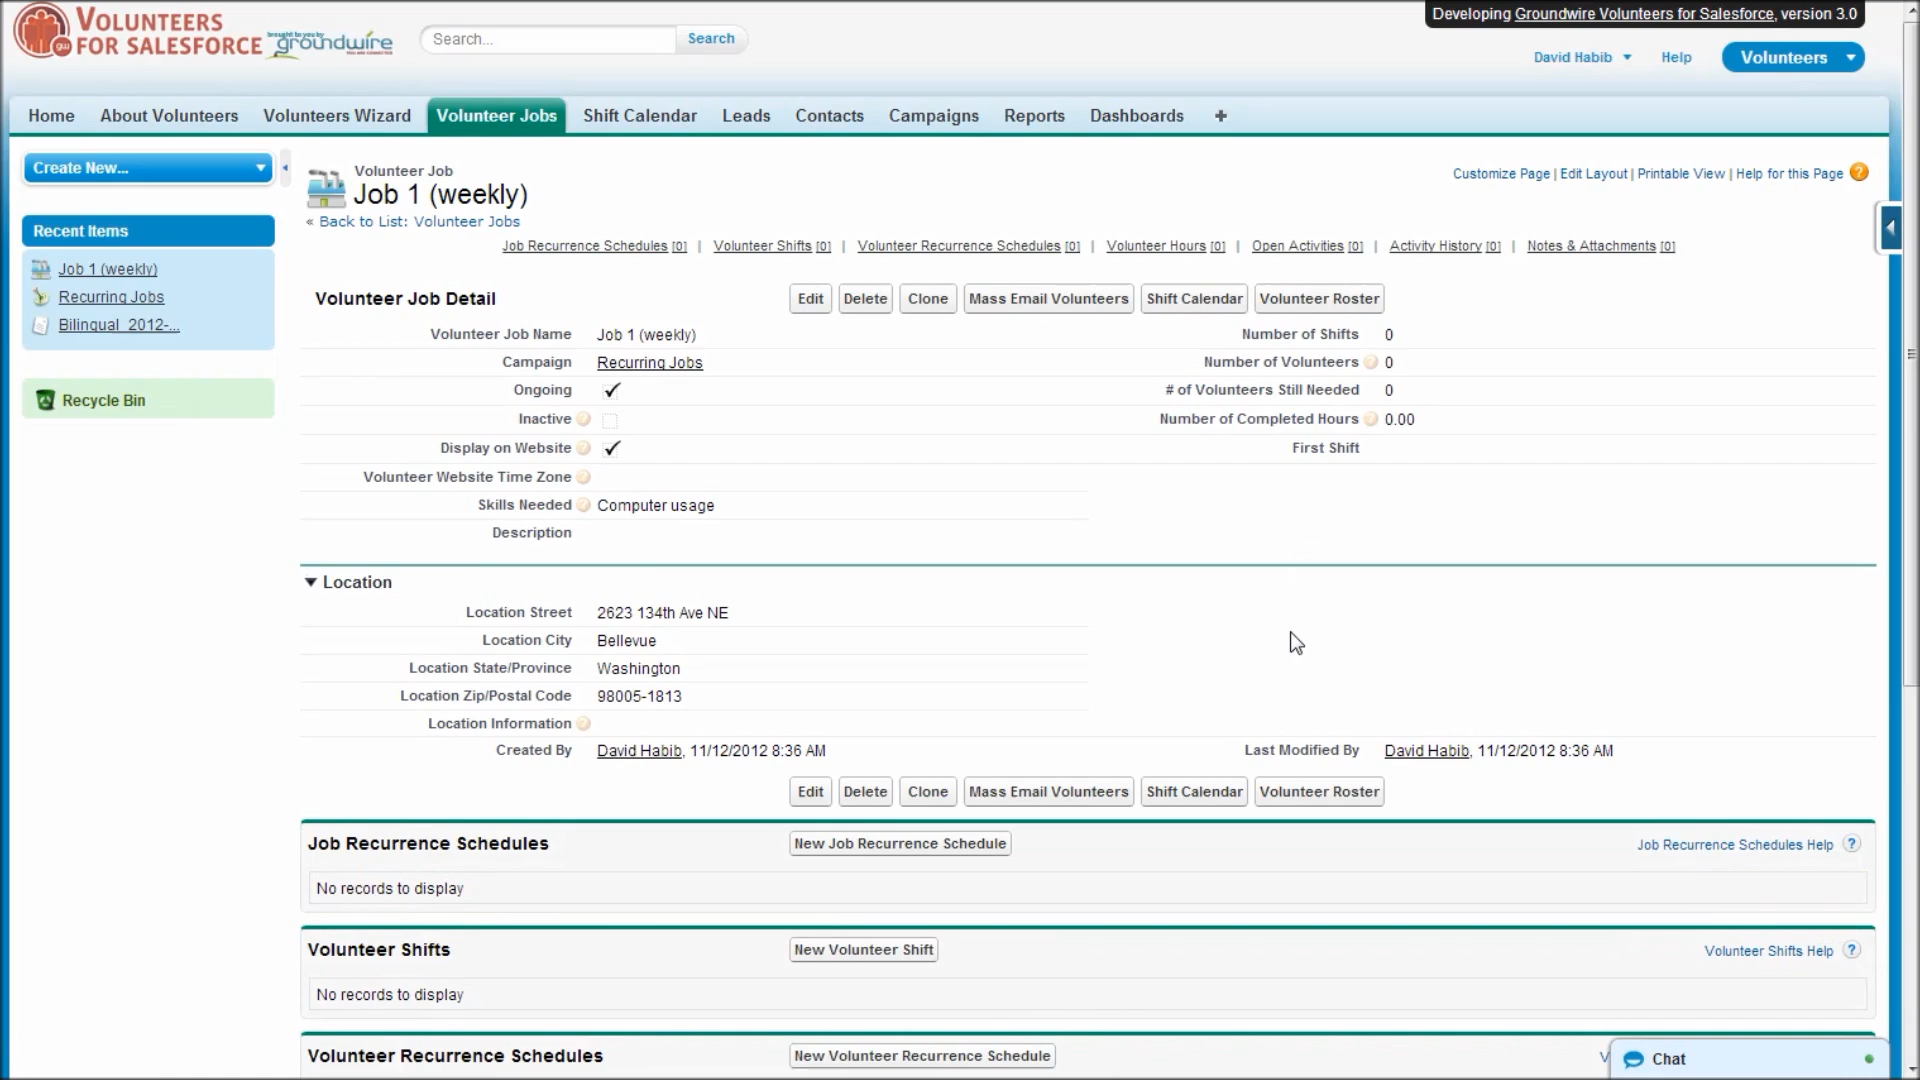 Developing Groundwire Volunteers for Salesforce, version 3.0
VOLUNTEERS
FOR SALESFORCE
brought to you by
groundwire
Search...
Search
David Habib
Help
Volunteers
Home
About Volunteers
Volunteers Wizard
Volunteer Jobs
Shift Calendar
Leads
Contacts
Campaigns
Reports
Dashboards
+
Create New...
Recent Items
Job 1 (weekly)
Recurring Jobs
Bilingual_2012-...
Recycle Bin
Volunteer Job
Job 1 (weekly)
« Back to List: Volunteer Jobs
Customize Page | Edit Layout | Printable View | Help for this Page ?
Job Recurrence Schedules [0] | Volunteer Shifts [0] | Volunteer Recurrence Schedules [0] | Volunteer Hours [0] | Open Activities [0] | Activity History [0] | Notes & Attachments [0]
Volunteer Job Detail
Edit
Delete
Clone
Mass Email Volunteers
Shift Calendar
Volunteer Roster
Volunteer Job Name Job 1 (weekly)
Number of Shifts 0
Campaign Recurring Jobs
Number of Volunteers 0
Ongoing
# of Volunteers Still Needed 0
Inactive
Number of Completed Hours 0.00
Display on Website
First Shift
Volunteer Website Time Zone
Skills Needed Computer usage
Description
Location
Location Street 2623 134th Ave NE
Location City Bellevue
Location State/Province Washington
Location Zip/Postal Code 98005-1813
Location Information
Created By David Habib, 11/12/2012 8:36 AM
Last Modified By David Habib, 11/12/2012 8:36 AM
Edit
Delete
Clone
Mass Email Volunteers
Shift Calendar
Volunteer Roster
Job Recurrence Schedules
New Job Recurrence Schedule
Job Recurrence Schedules Help ?
No records to display
Volunteer Shifts
New Volunteer Shift
Volunteer Shifts Help ?
No records to display
Volunteer Recurrence Schedules
New Volunteer Recurrence Schedule
Chat